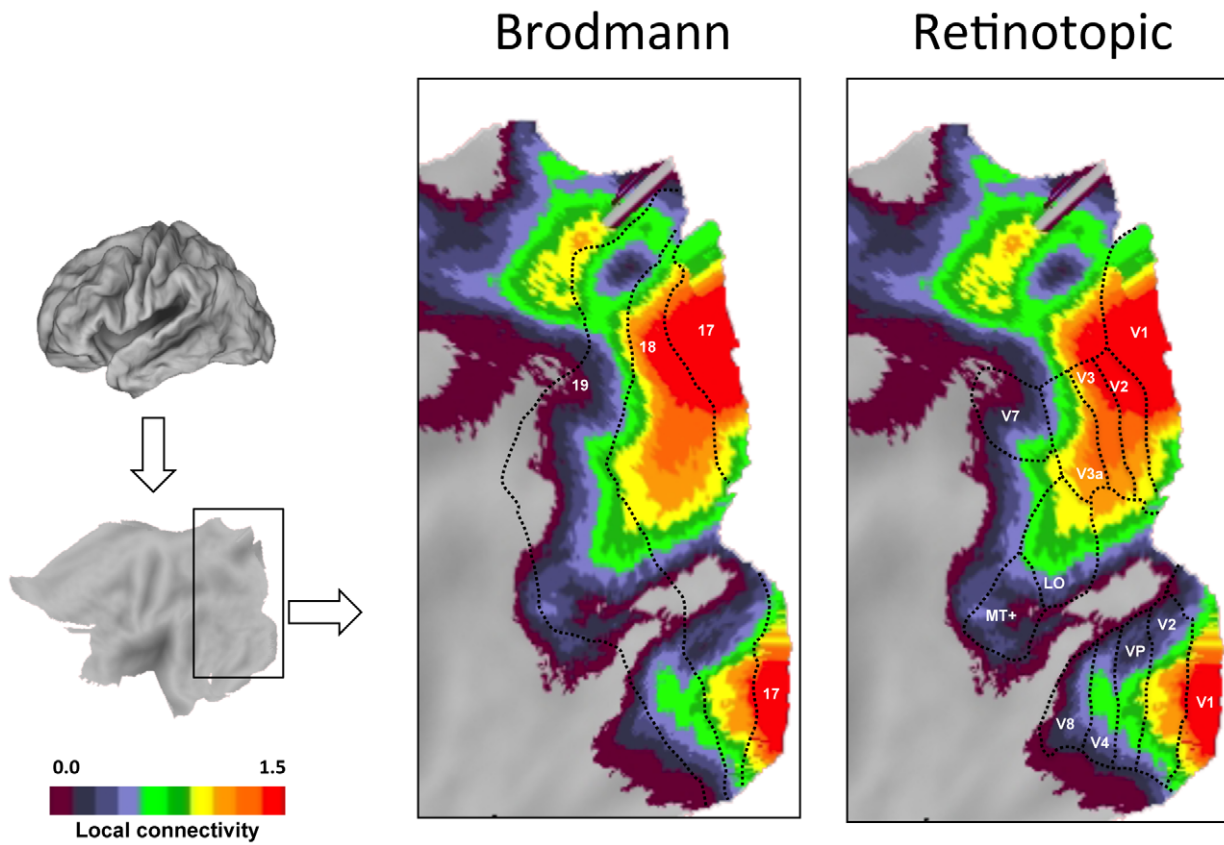 Brodmann
Retinotopic
17
18
19
17
V1
V3
V2
V7
V3a
LO
MT+
V2
VP
V1
V8
V4
0.0 1.5
Local connectivity